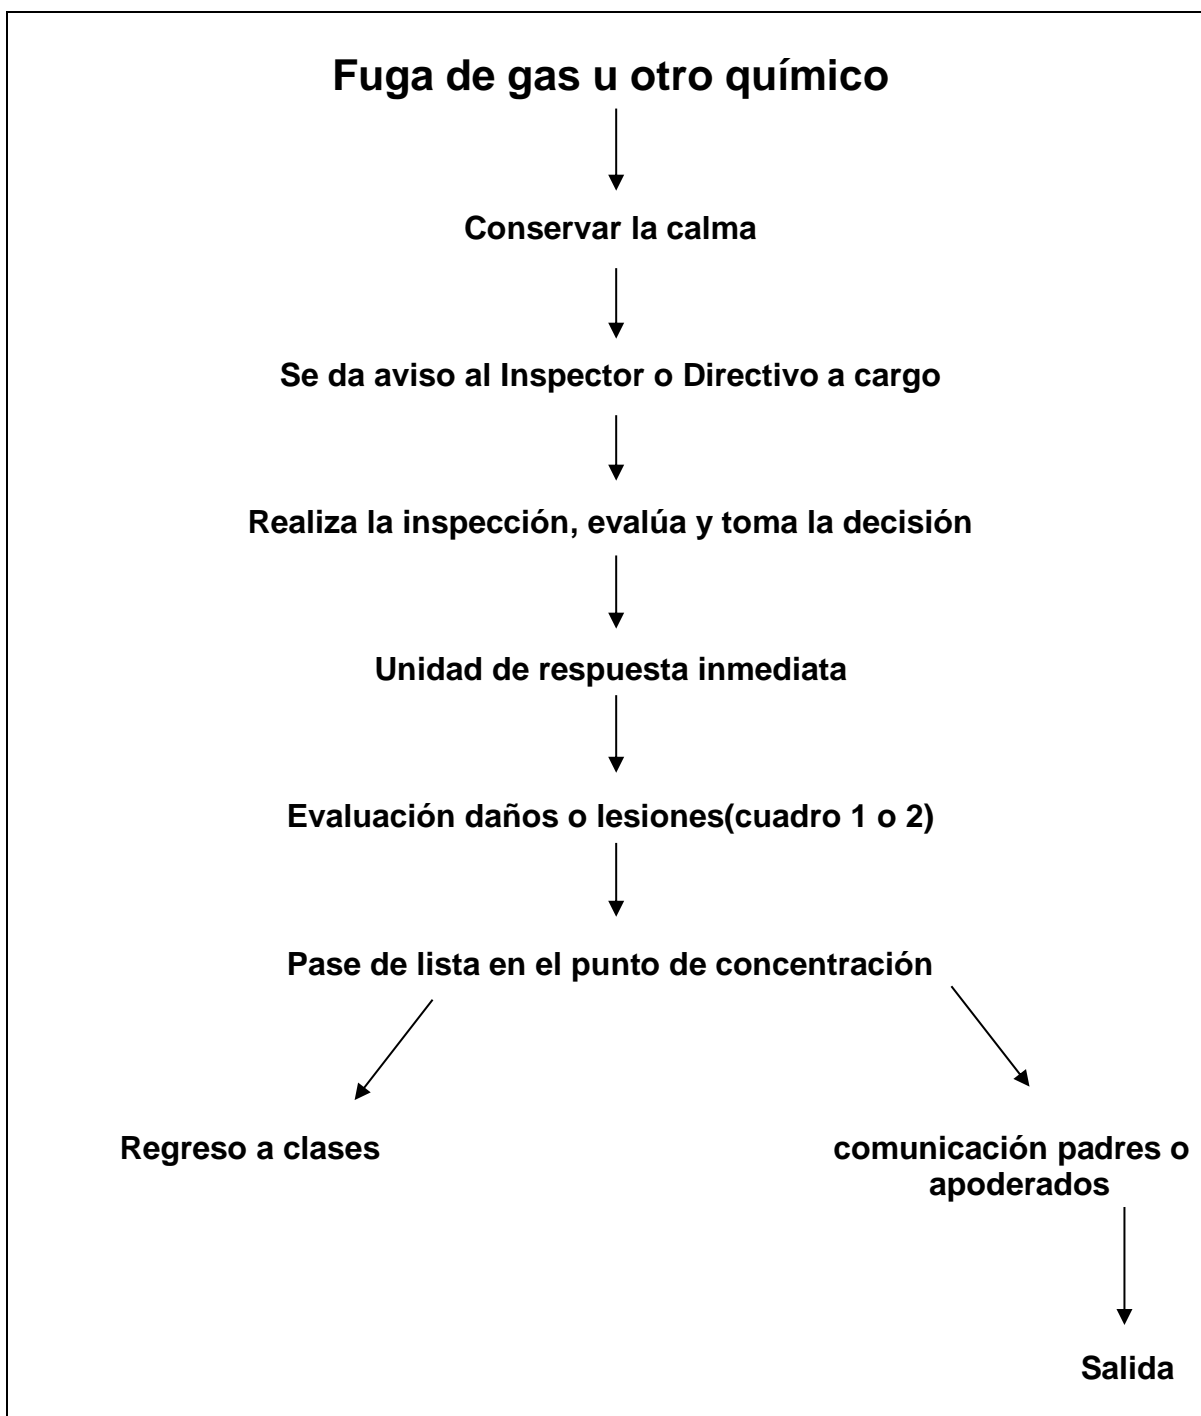 Fuga de gas u otro químico
Conservar la calma
Se da aviso al Inspector o Directivo a cargo
Realiza la inspección, evalúa y toma la decisión
Unidad de respuesta inmediata
Evaluación daños o lesiones(cuadro 1 o 2)
Pase de lista en el punto de concentración
Regreso a clases
comunicación padres o
apoderados
Salida